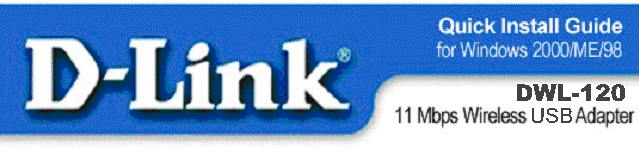 D-Link®
Quick Install Guide
for Windows 2000/ME/98
DWL-120
11 Mbps Wireless USB Adapter